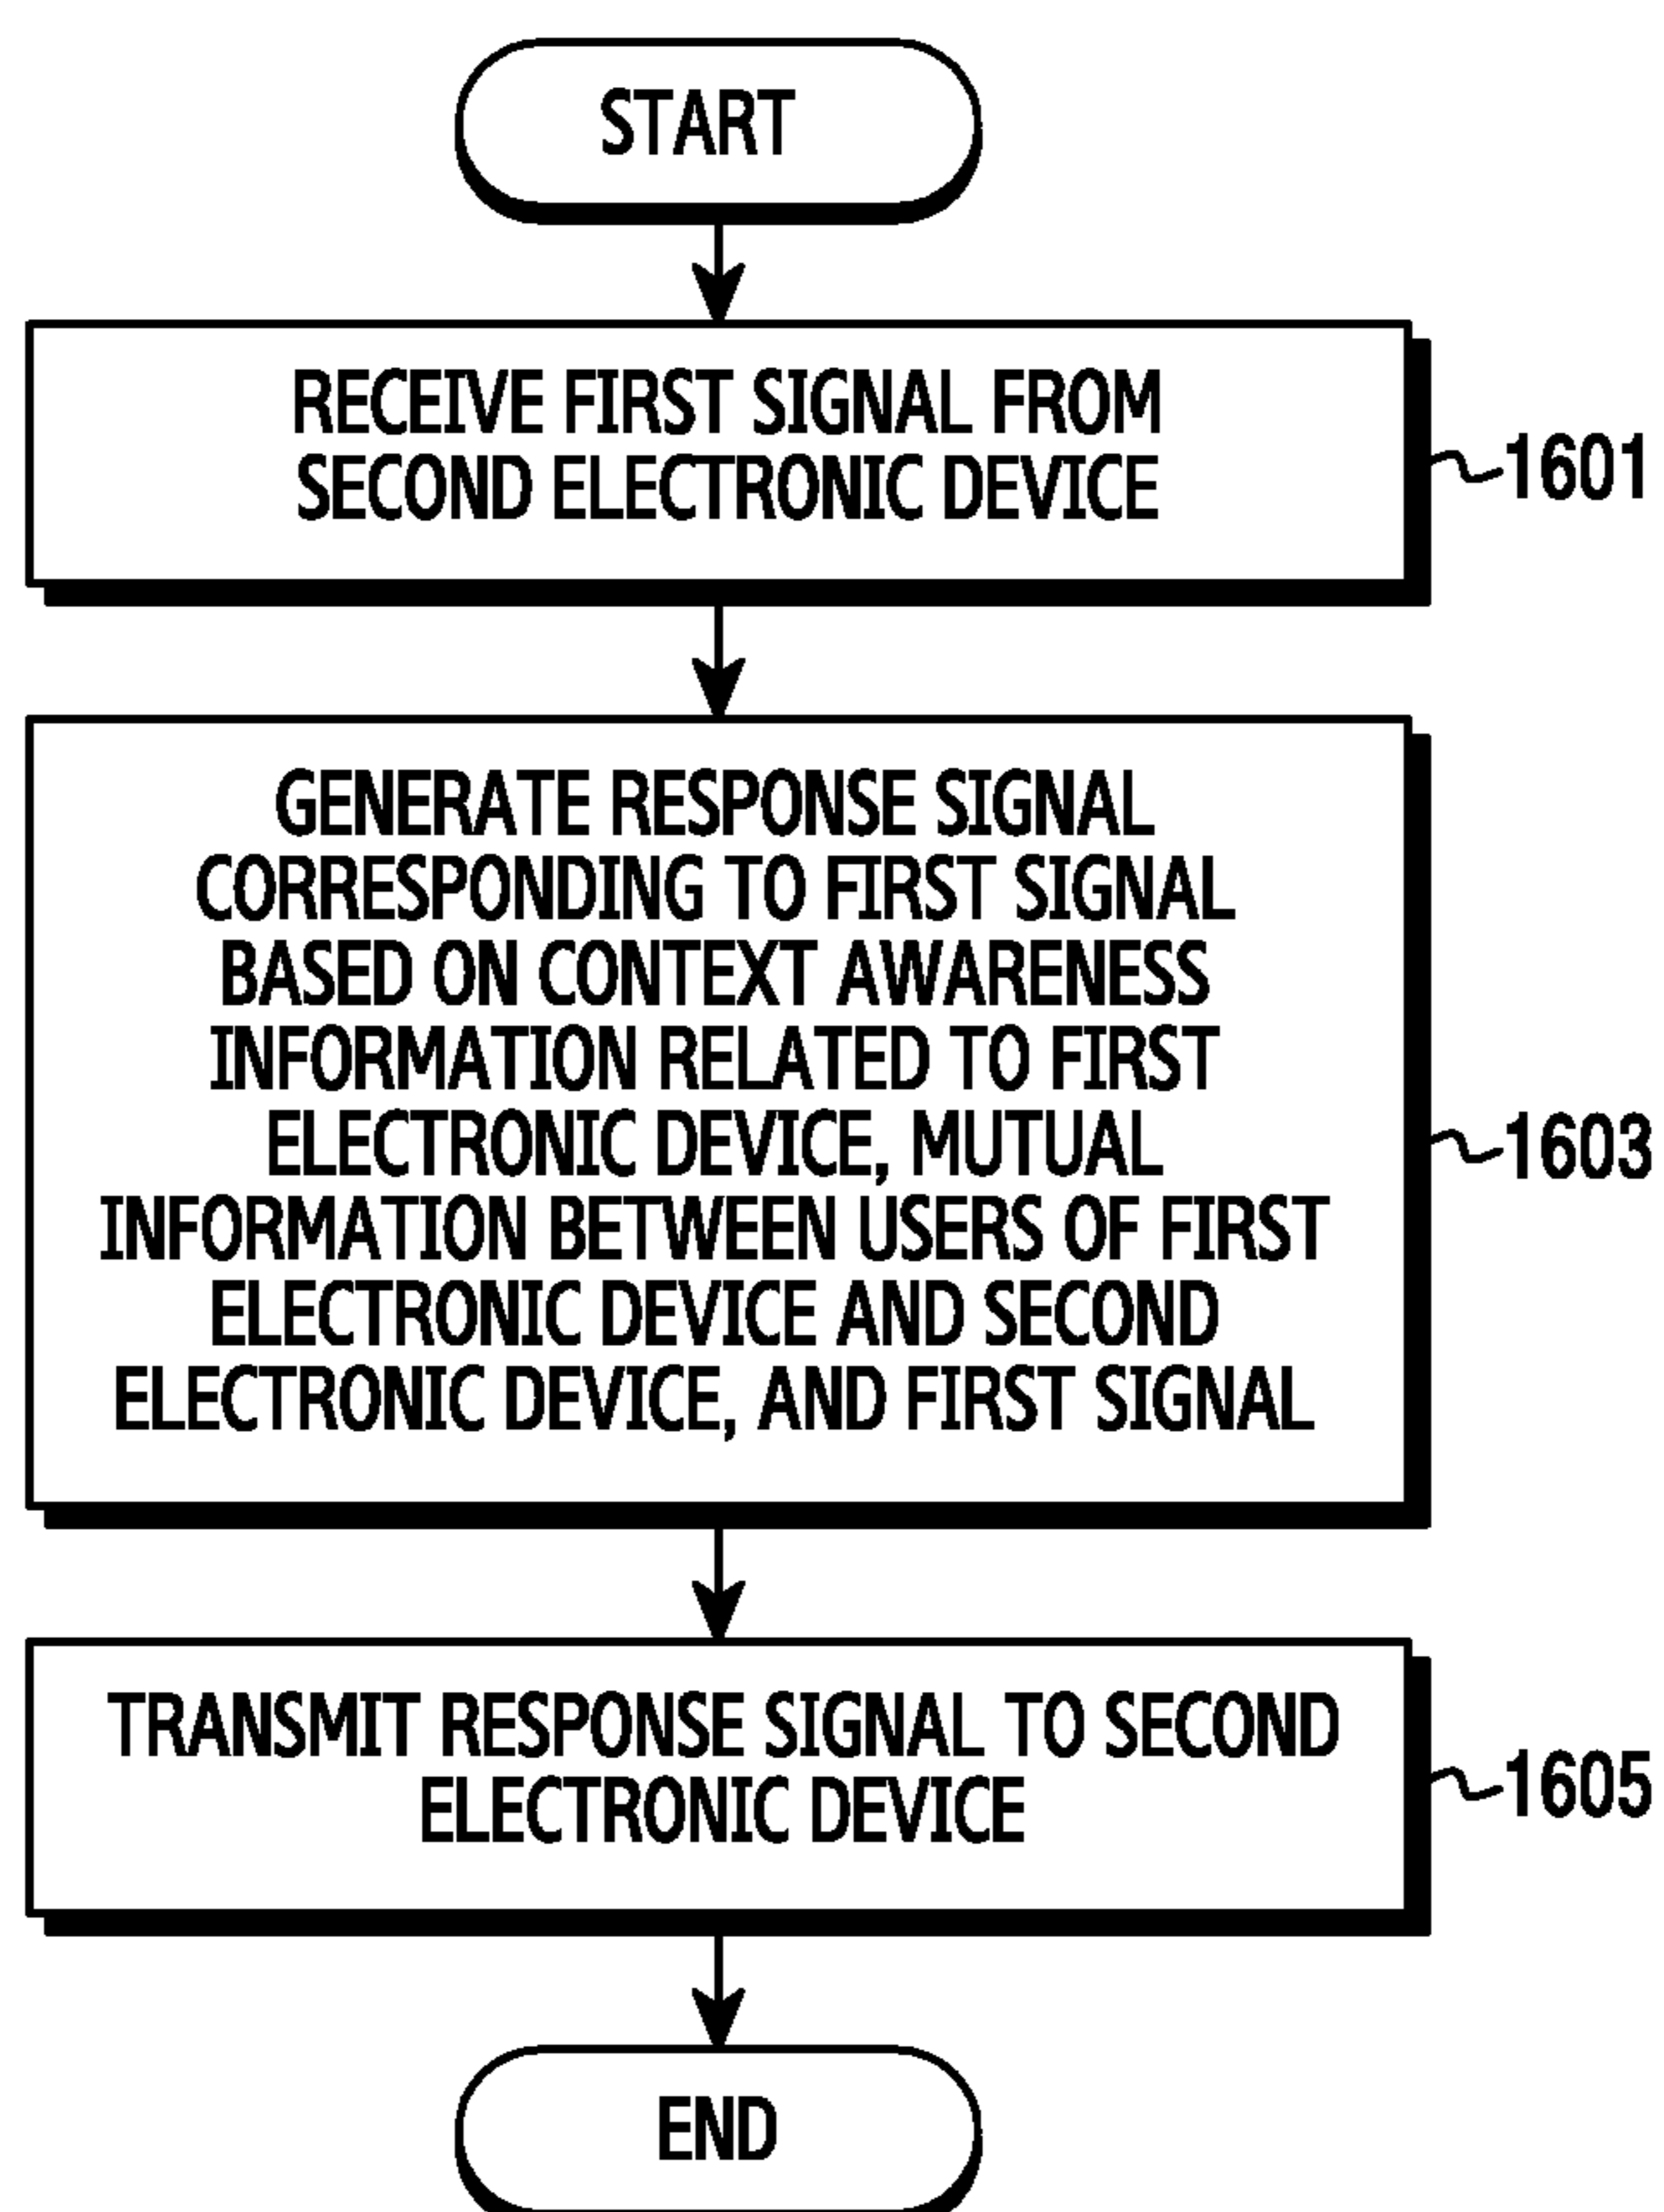 START
RECEIVE FIRST SIGNAL FROM
SECOND ELECTRONIC DEVICE
1601
GENERATE RESPONSE SIGNAL
CORRESPONDING TO FIRST SIGNAL
BASED ON CONTEXT AWARENESS
INFORMATION RELATED TO FIRST
ELECTRONIC DEVICE, MUTUAL
INFORMATION BETWEEN USERS OF FIRST
ELECTRONIC DEVICE AND SECOND
ELECTRONIC DEVICE, AND FIRST SIGNAL
1603
TRANSMIT RESPONSE SIGNAL TO SECOND
ELECTRONIC DEVICE
1605
END